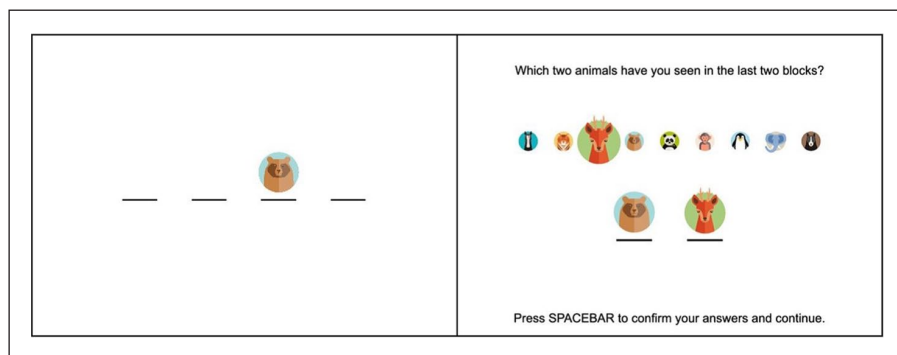 Which two animals have you seen in the last two blocks?
Press SPACEBAR to confirm your answers and continue.